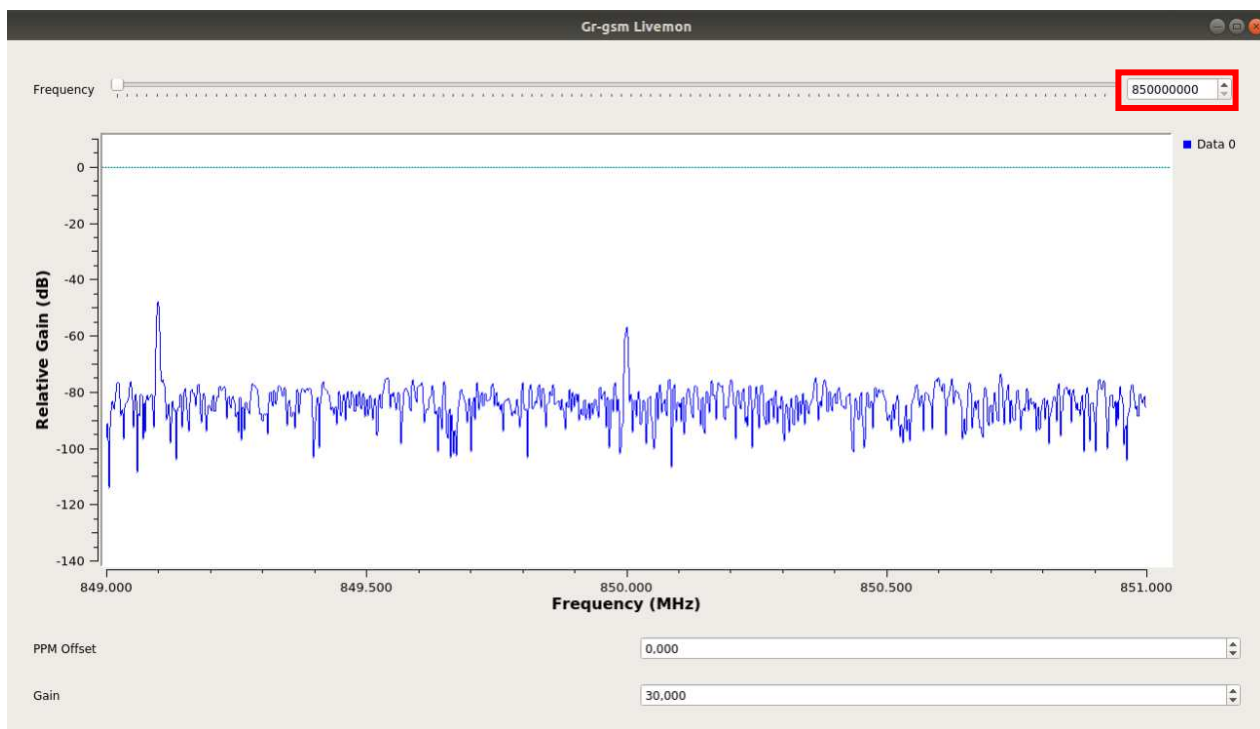 Gr-gsm Livemon
Frequency
850000000
Data 0
0
-20
-40
-60
-80
-100
-120
-140
Relative Gain (dB)
849.000 849.500 850.000 850.500 851.000
Frequency (MHz)
PPM Offset 0,000
Gain 30,000